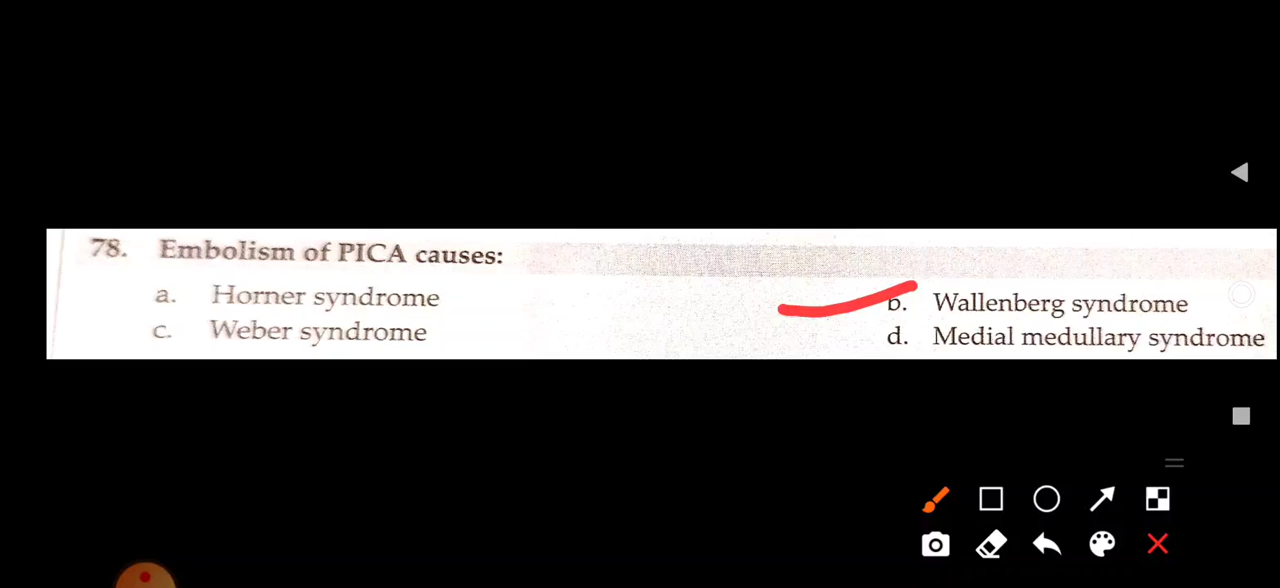 78. Embolism of PICA causes:
a. Horner syndrome b. Wallenberg syndrome
c. Weber syndrome d. Medial medullary syndrome